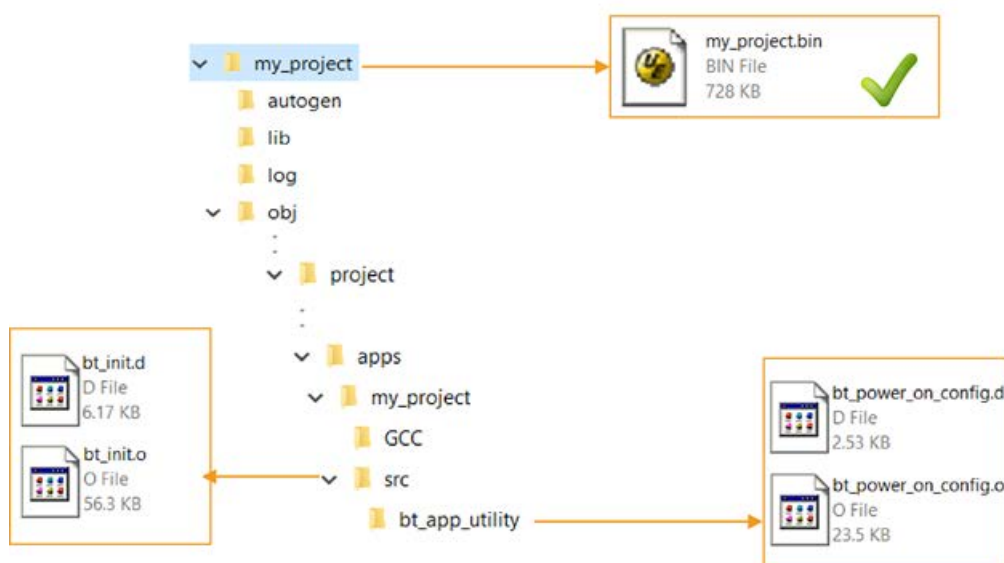 my_project
my_project.bin
BIN File
728 KB
autogen
lib
log
obj
project
apps
my_project
GCC
src
bt_app_utility
bt_init.d
D File
6.17 KB
bt_init.o
O File
56.3 KB
bt_power_on_config.d
D File
2.53 KB
bt_power_on_config.o
O File
23.5 KB